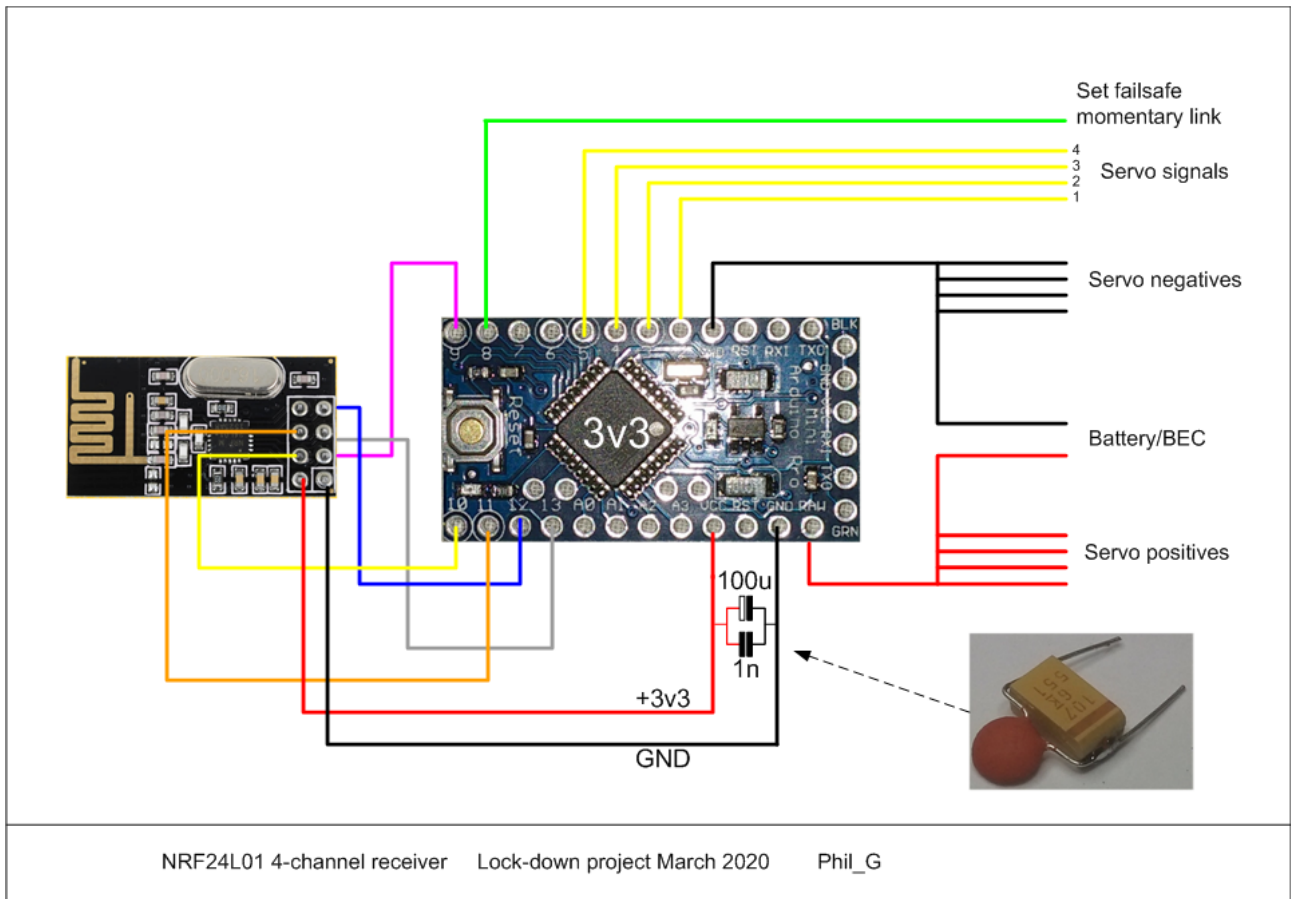 Set failsafe
momentary link
4
3
Servo signals
2
1
Servo negatives
9 8 7 6 5 4 2 RST RXI TXO
BLK
GND
RXI
TXO
GRN
Reset
3v3
Arduino Pro Mini
10 11 12 13 A0 A1 A2 A3 VCC RST GND RAW
Battery/BEC
Servo positives
100u
1n
+3v3
GND
107
NRF24L01 4-channel receiver Lock-down project March 2020 Phil_G